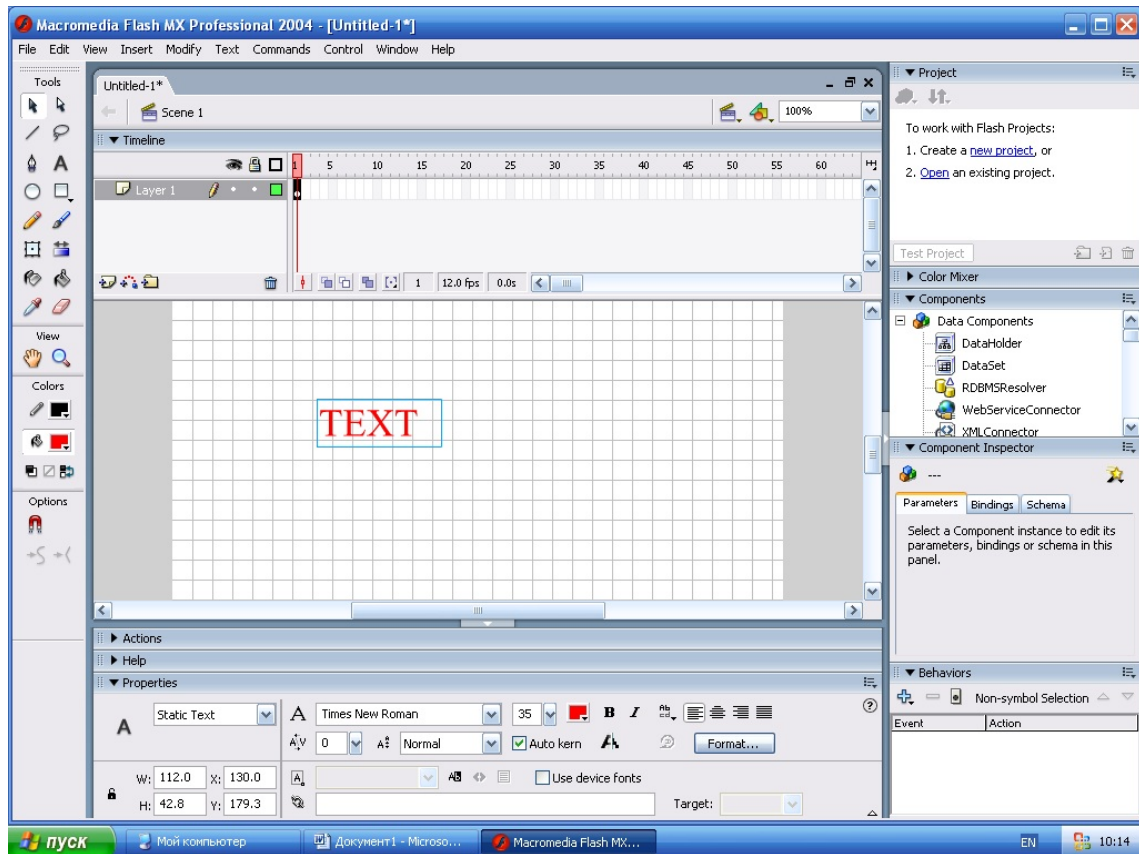 Macromedia Flash MX Professional 2004 - [Untitled-1*]
File Edit View Insert Modify Text Commands Control Window Help
Tools
View
Colors
Options
Untitled-1*
Scene 1
100%
Timeline
1 5 10 15 20 25 30 35 40 45 50 55 60
Layer 1
1 12.0 fps 0.0s
TEXT
Actions
Help
Properties
Static Text
A Times New Roman 35 B I
0 Normal Auto kern Format...
W: 112.0 X: 130.0
Use device fonts
H: 42.8 Y: 179.3
Target:
Project
To work with Flash Projects:
1. Create a new project, or
2. Open an existing project.
Test Project
Color Mixer
Components
Data Components
DataHolder
DataSet
RDBMSResolver
WebServiceConnector
XMLConnector
Component Inspector
---
Parameters Bindings Schema
Select a Component instance to edit its
parameters, bindings or schema in this
panel.
Behaviors
Non-symbol Selection
Event Action
пуск Мой компьютер Документ1 - Microso... Macromedia Flash MX... EN 10:14